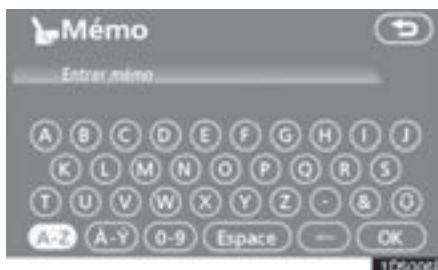 Mémo
Entrer mémo
A B C D E F G H I J
K L M N O P Q R S
T U V W X Y Z - &
A-Z À-Ÿ 0-9 Espace ← OK